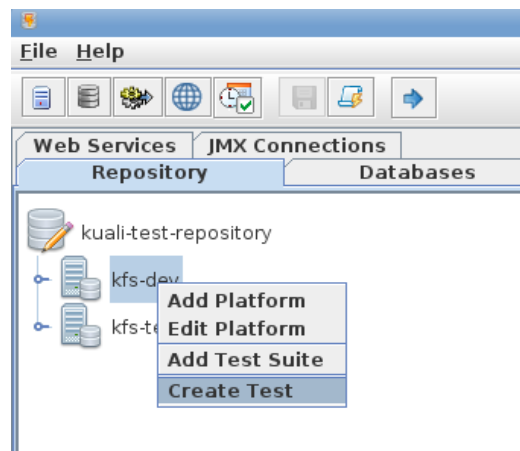 File Help
Web Services JMX Connections
Repository Databases
kuali-test-repository
kfs-dev
Add Platform
kfs-te Edit Platform
Add Test Suite
Create Test